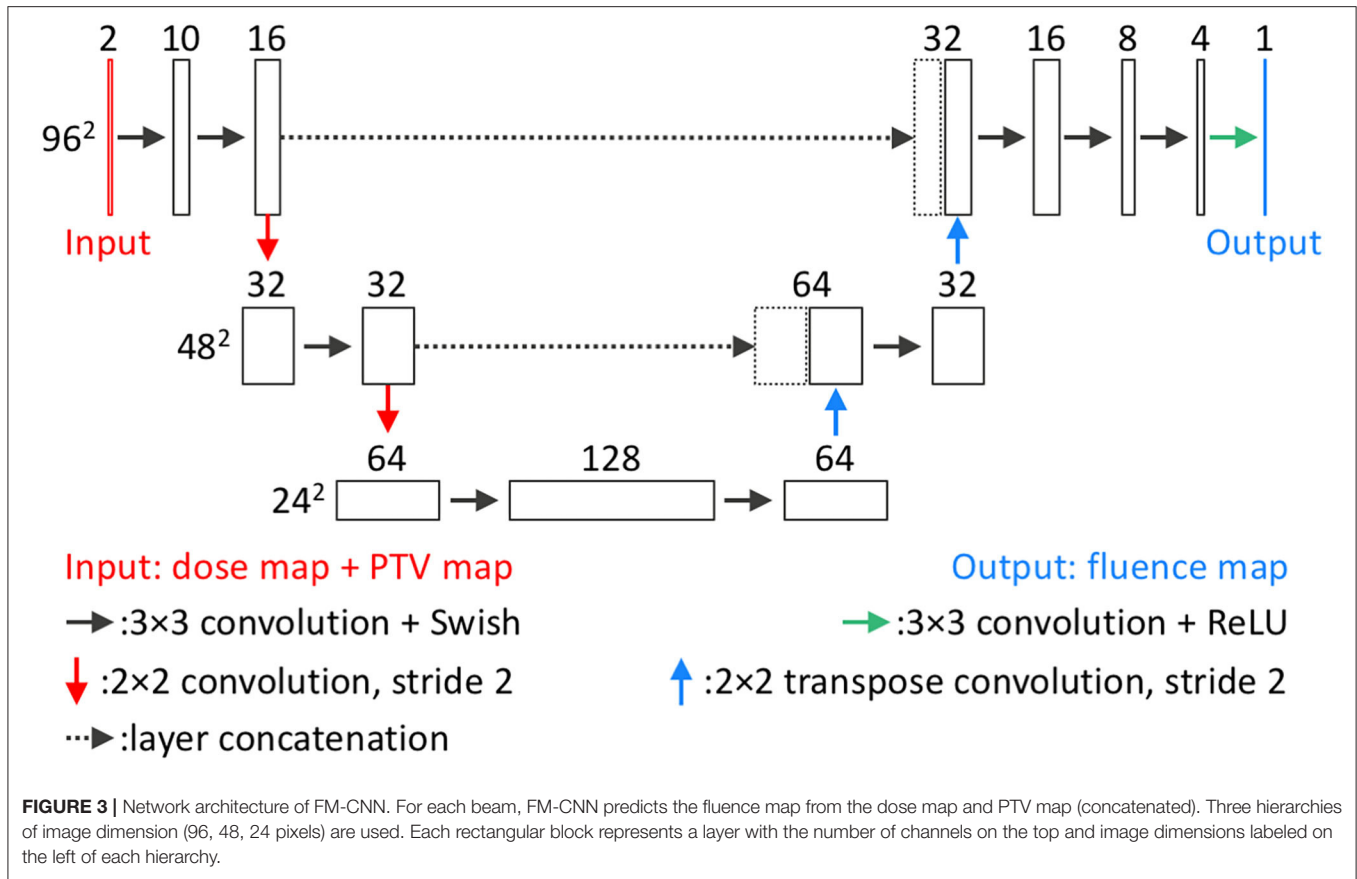 2 10 16 32 16 8 4 1
96²
Input Output
32 32 64 32
48²
64 128 64
24²
Input: dose map + PTV map
Output: fluence map
:3×3 convolution + Swish
:3×3 convolution + ReLU
:2×2 convolution, stride 2
:2×2 transpose convolution, stride 2
:layer concatenation
FIGURE 3 | Network architecture of FM-CNN. For each beam, FM-CNN predicts the fluence map from the dose map and PTV map (concatenated). Three hierarchies
of image dimension (96, 48, 24 pixels) are used. Each rectangular block represents a layer with the number of channels on the top and image dimensions labeled on
the left of each hierarchy.